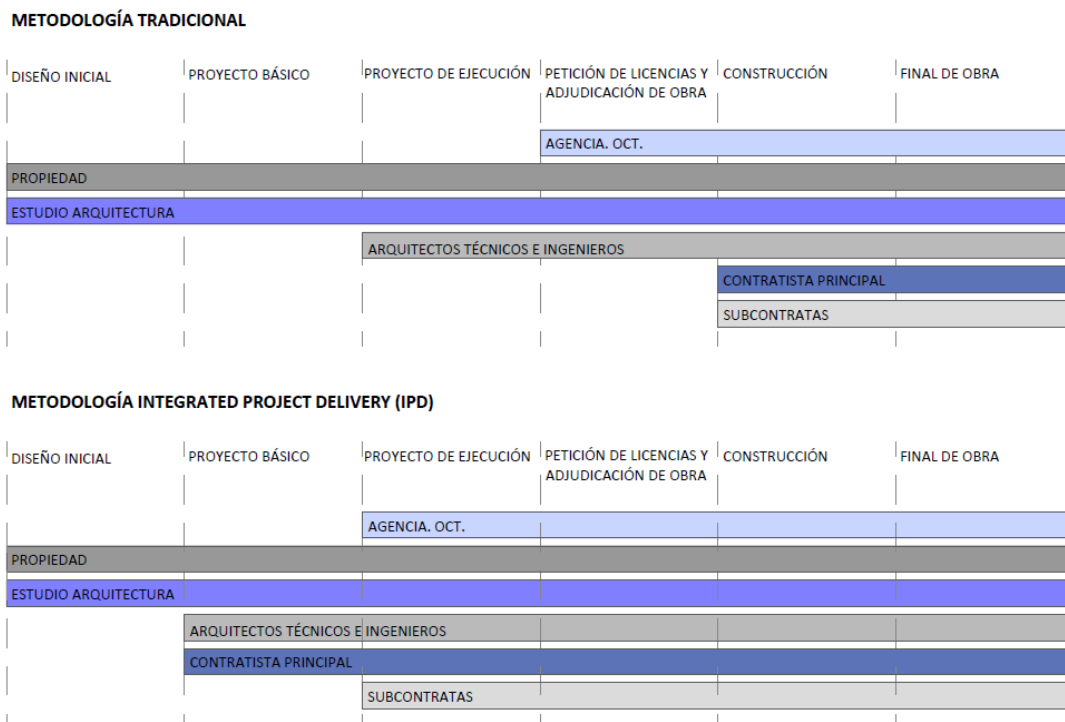 METODOLOGÍA TRADICIONAL
DISEÑO INICIAL
PROYECTO BÁSICO
PROYECTO DE EJECUCIÓN
PETICIÓN DE LICENCIAS Y
ADJUDICACIÓN DE OBRA
CONSTRUCCIÓN
FINAL DE OBRA
AGENCIA. OCT.
PROPIEDAD
ESTUDIO ARQUITECTURA
ARQUITECTOS TÉCNICOS E INGENIEROS
CONTRATISTA PRINCIPAL
SUBCONTRATAS
METODOLOGÍA INTEGRATED PROJECT DELIVERY (IPD)
DISEÑO INICIAL
PROYECTO BÁSICO
PROYECTO DE EJECUCIÓN
PETICIÓN DE LICENCIAS Y
ADJUDICACIÓN DE OBRA
CONSTRUCCIÓN
FINAL DE OBRA
AGENCIA. OCT.
PROPIEDAD
ESTUDIO ARQUITECTURA
ARQUITECTOS TÉCNICOS E INGENIEROS
CONTRATISTA PRINCIPAL
SUBCONTRATAS